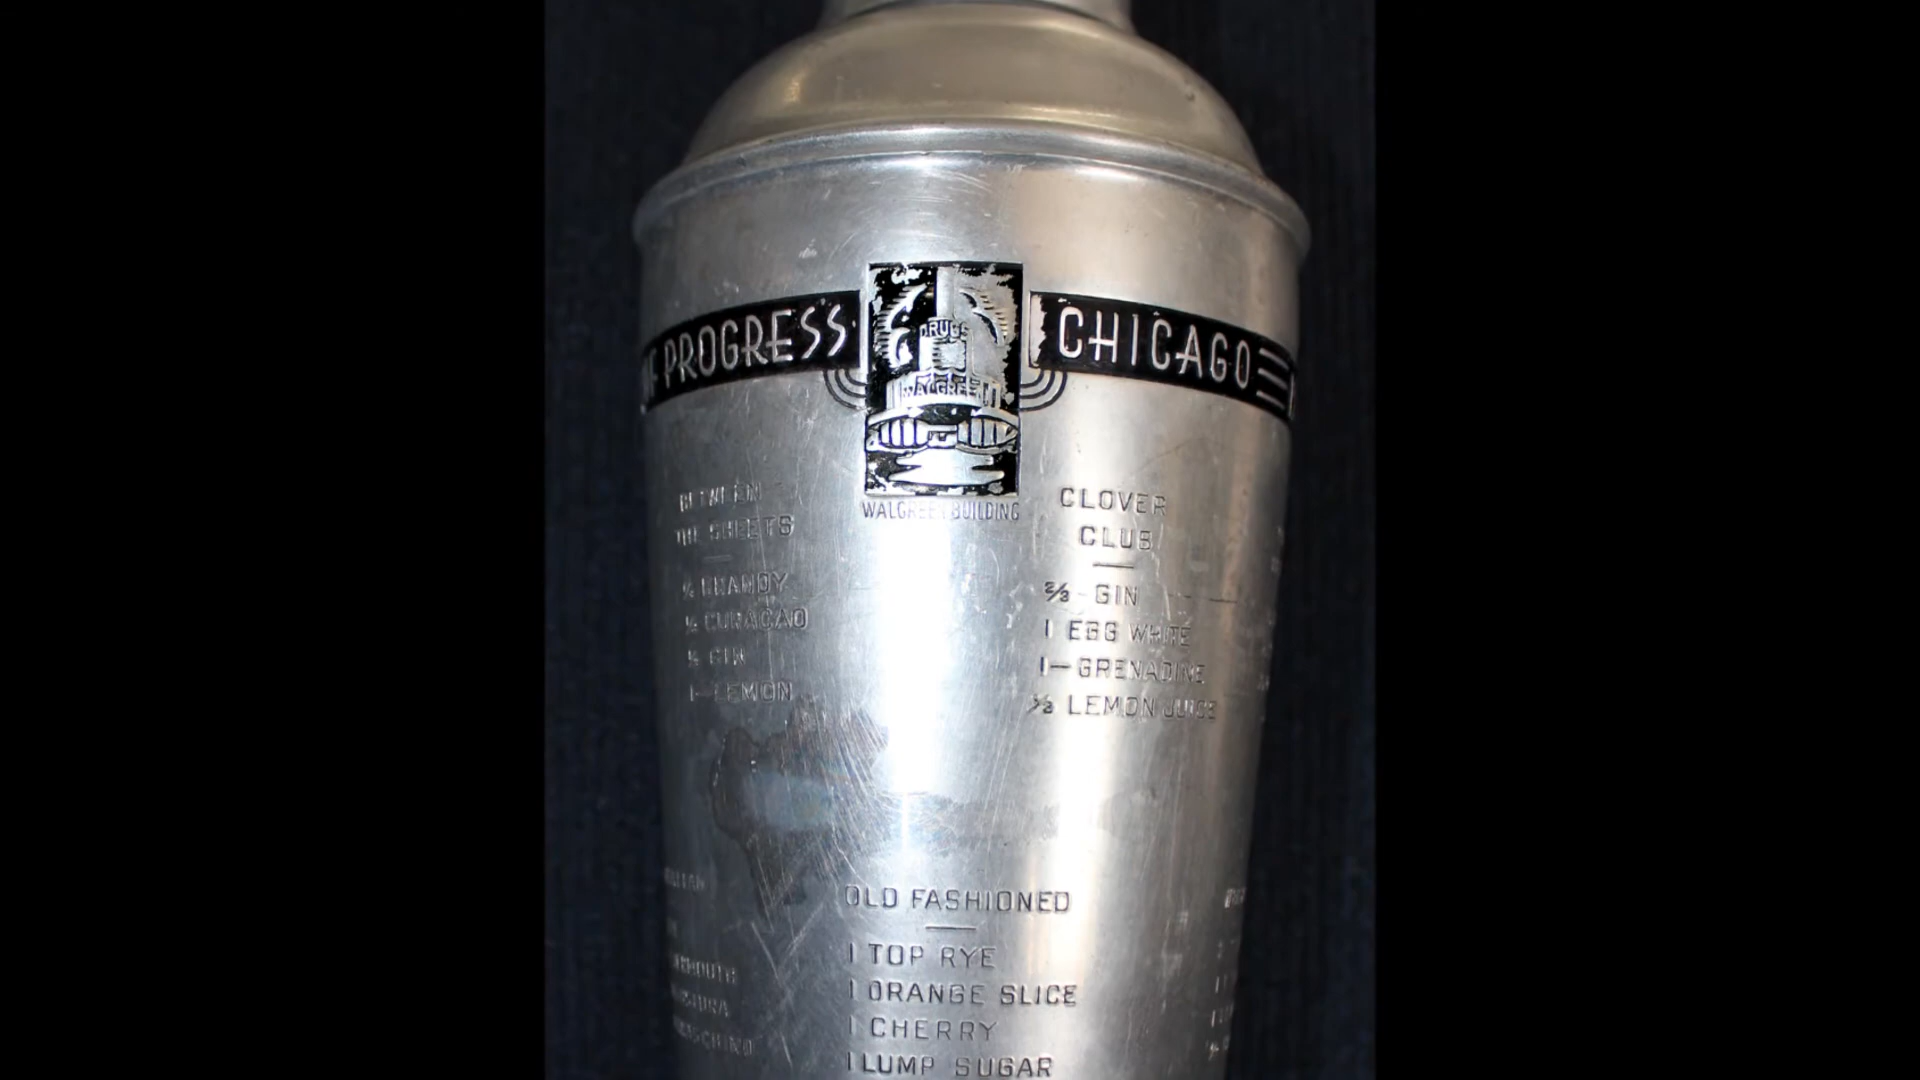 OF PROGRESS
CHICAGO
DRUGS
WALGREEN
WALGREEN BUILDING
BETWEEN
THE SHEETS
BRANDY
CURACAO
GIN
1—LEMON
CLOVER
CLUB
⅔ - GIN
1 EGG WHITE
1—GRENADINE
LEMON JUICE
OLD FASHIONED
1 TOP RYE
1 ORANGE SLICE
1 CHERRY
1 LUMP SUGAR